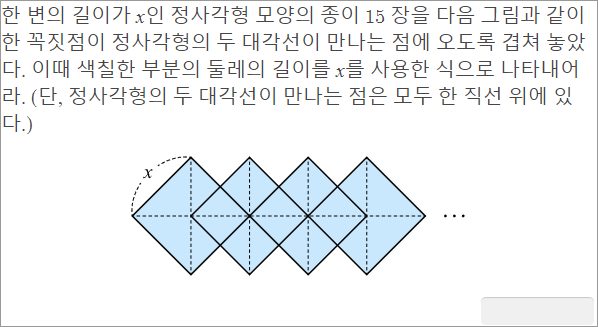 한 변의 길이가 x인 정사각형 모양의 종이 15 장을 다음 그림과 같이
한 꼭짓점이 정사각형의 두 대각선이 만나는 점에 오도록 겹쳐 놓았
다. 이때 색칠한 부분의 둘레의 길이를 x를 사용한 식으로 나타내어
라. (단, 정사각형의 두 대각선이 만나는 점은 모두 한 직선 위에 있
다.)
x
···